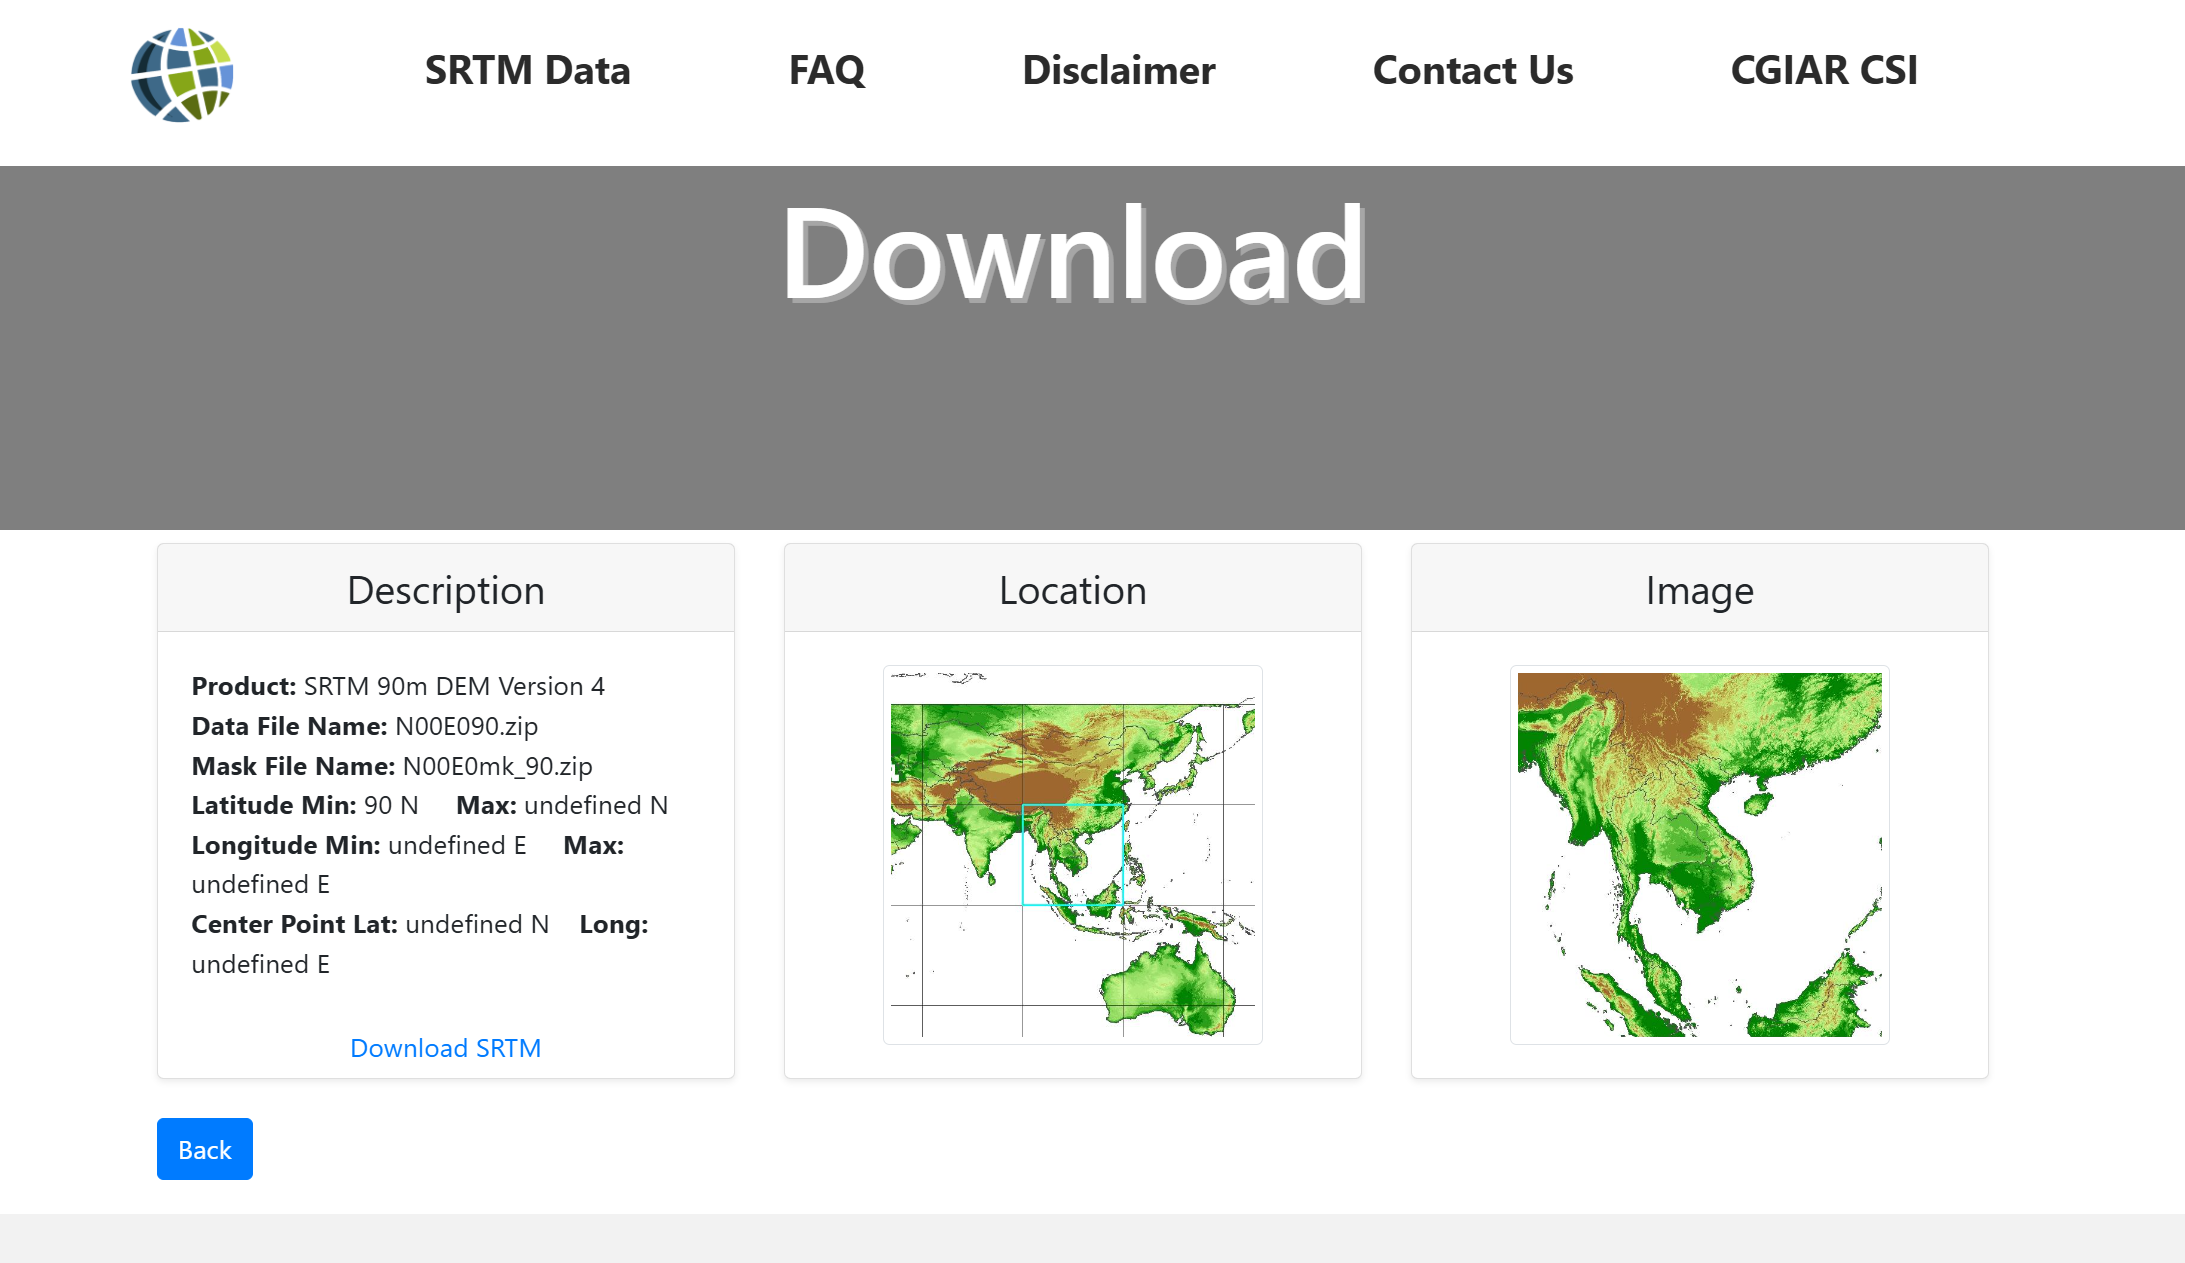 SRTM Data FAQ Disclaimer Contact Us CGIAR CSI
Download
Description
Product: SRTM 90m DEM Version 4
Data File Name: N00E090.zip
Mask File Name: N00E0mk_90.zip
Latitude Min: 90 N Max: undefined N
Longitude Min: undefined E Max:
undefined E
Center Point Lat: undefined N Long:
undefined E
Download SRTM
Location
Image
Back